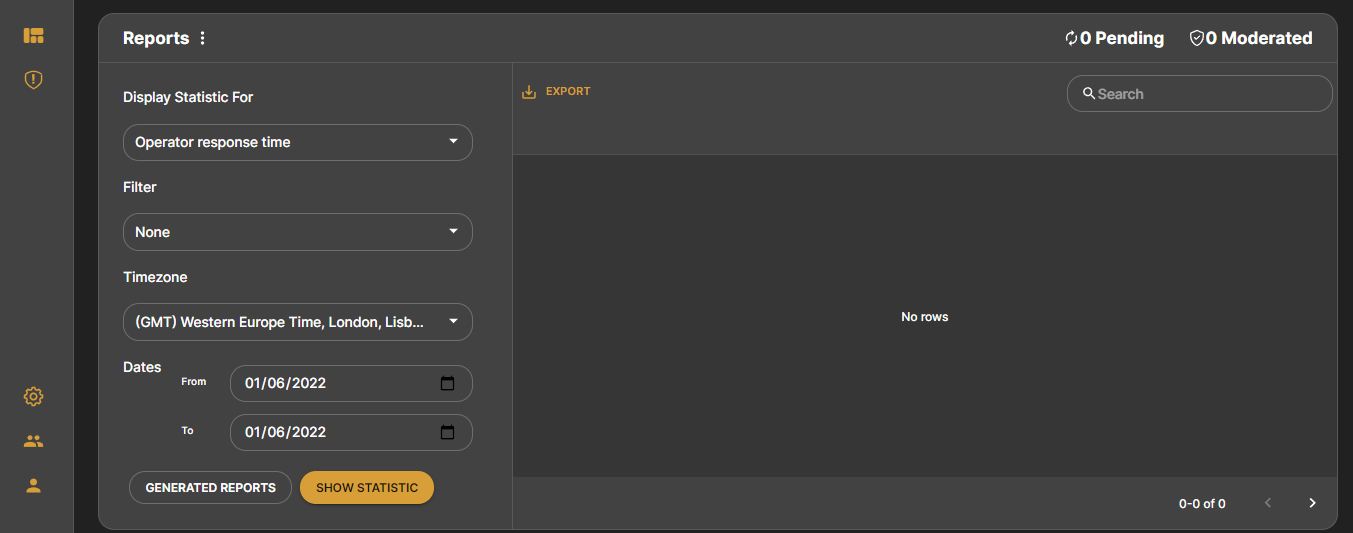 Reports
0 Pending
0 Moderated
Display Statistic For
Operator response time
Filter
None
Timezone
(GMT) Western Europe Time, London, Lisb...
Dates
From
01/06/2022
To
01/06/2022
GENERATED REPORTS
SHOW STATISTIC
EXPORT
Search
No rows
0-0 of 0